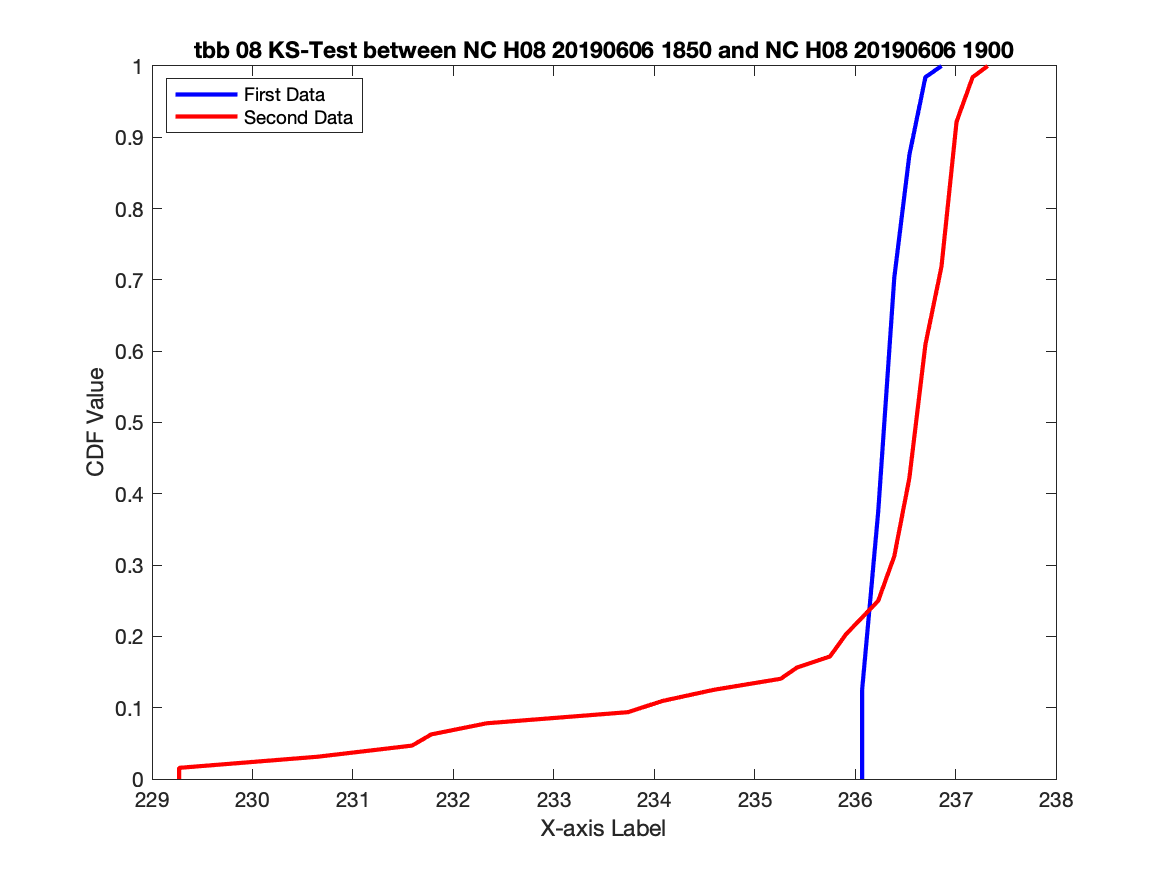 tbb 08 KS-Test between NC H08 20190606 1850 and NC H08 20190606 1900
First Data
Second Data
1
0.9
0.8
0.7
0.6
0.5
0.4
0.3
0.2
0.1
0
CDF Value
229 230 231 232 233 234 235 236 237 238
X-axis Label